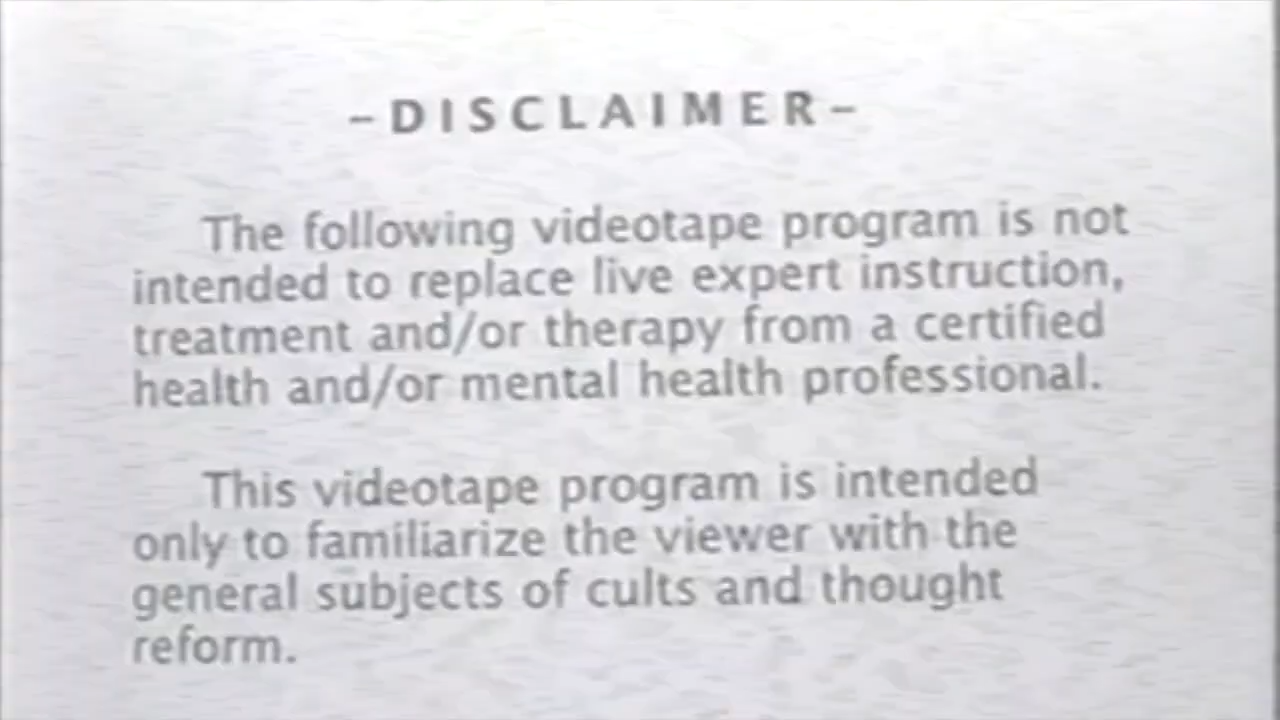 –DISCLAIMER–
The following videotape program is not
intended to replace live expert instruction,
treatment and/or therapy from a certified
health and/or mental health professional.
This videotape program is intended
only to familiarize the viewer with the
general subjects of cults and thought
reform.